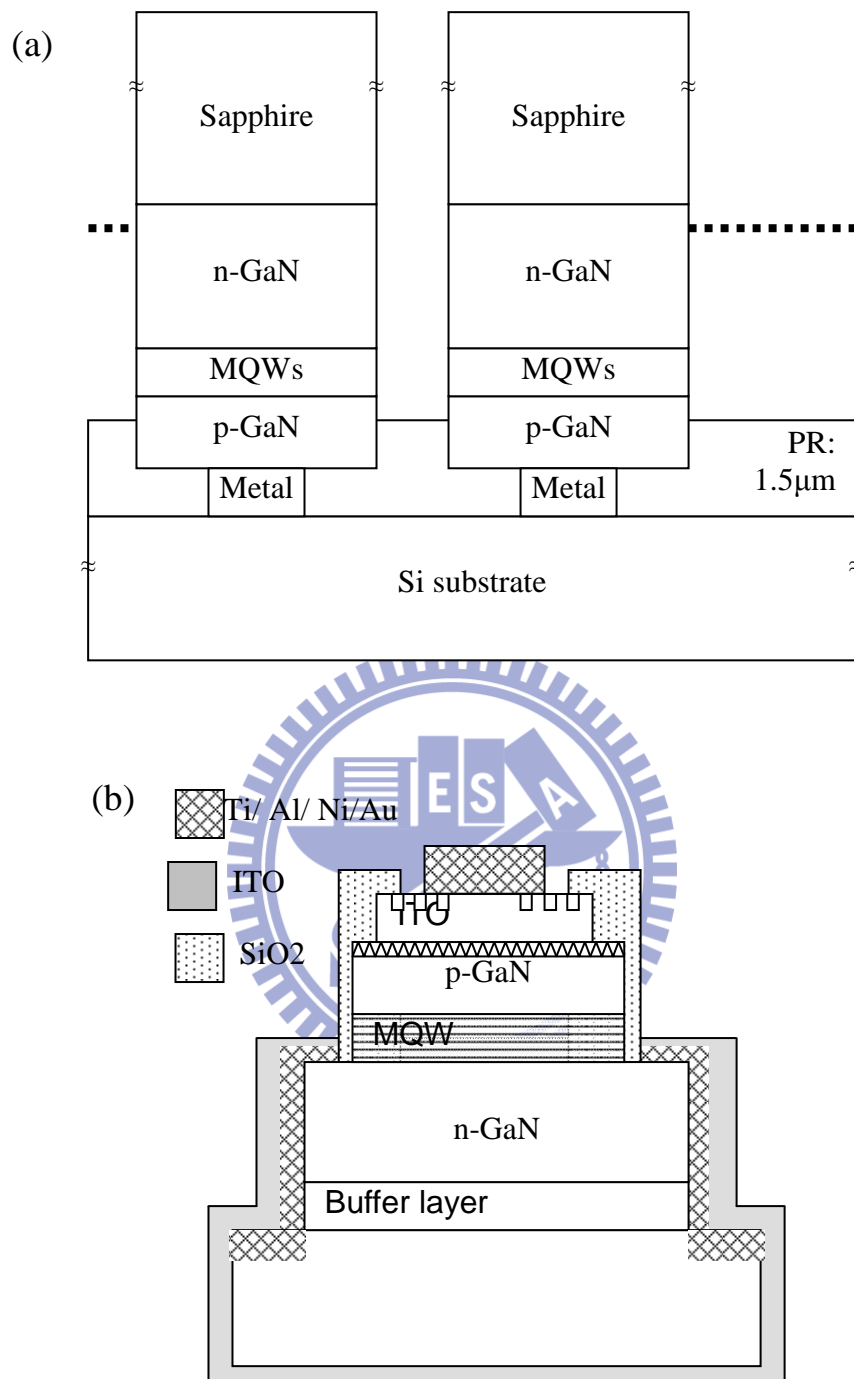 (a)
Sapphire
Sapphire
n-GaN
n-GaN
MQWs
MQWs
p-GaN
p-GaN
PR:
1.5μm
Metal
Metal
Si substrate
(b)
Ti/ Al/ Ni/Au
ESA
ITO
ITO
SiO2
p-GaN
MQW
n-GaN
Buffer layer